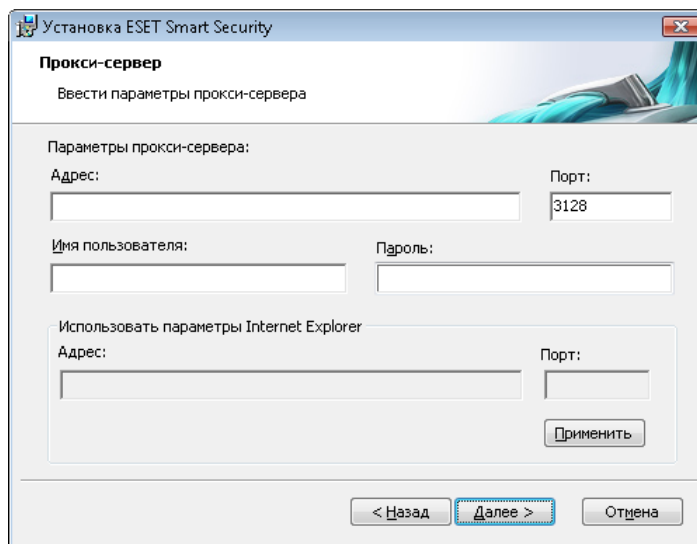 Установка ESET Smart Security
Прокси-сервер
Ввести параметры прокси-сервера
Параметры прокси-сервера:
Адрес: Порт:
3128
Имя пользователя: Пароль:
Использовать параметры Internet Explorer
Адрес: Порт:
Применить
< Назад Далее > Отмена